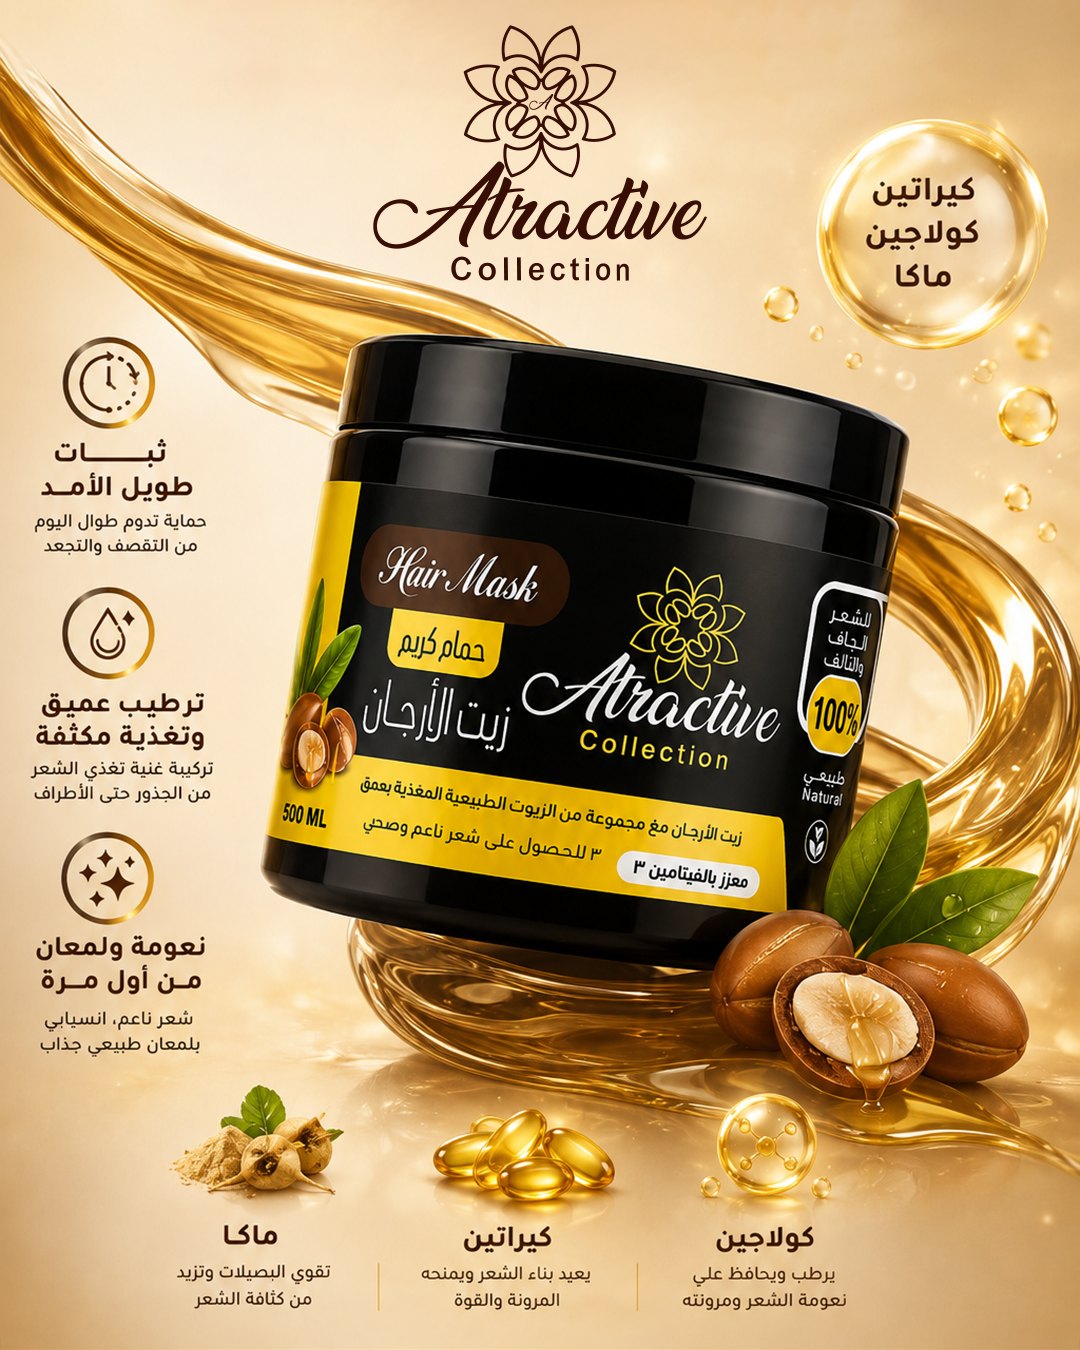 Atractive
Collection
كيراتين
كولاجين
ماكا
ثبـــــات
طويل الأمـد
حماية تدوم طوال اليوم
من التقصف والتجعد
ترطيب عميق
وتغذية مكثفة
تركيبة غنية تغذي الشعر
من الجذور حتى الأطراف
نعومة ولمعان
مـن أول مـرة
شعر ناعم، انسيابي
بلمعان طبيعي جذاب
Hair Mask
حمام كريم
زيت الأرجان
Atractive
Collection
للشعر
الجاف
والتالف
100%
طبيعي
Natural
زيت الأرجان مغ مجموعة من الزيوت الطبيعية المغذية بعمق
٣ للحصول على شعر ناعم وصحي
معزز بالفيتامين ٣
500 ML
كولاجين
يرطب ويحافظ علي
نعومة الشعر ومرونته
كيراتين
يعيد بناء الشعر ويمنحه
المرونة والقوة
ماكـا
تقوي البصيلات وتزيد
من كثافة الشعر